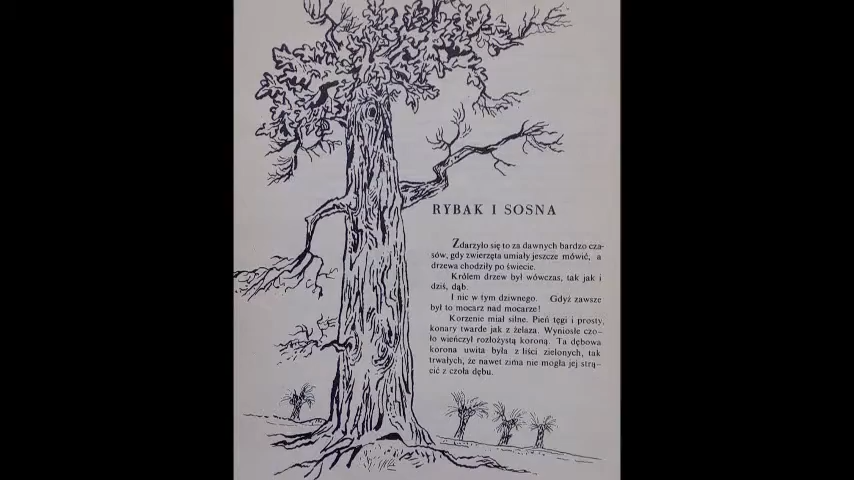 RYBAK I SOSNA
Zdarzyło się to za dawnych bardzo cza-
sów, gdy zwierzęta umiały jeszcze mówić, a
drzewa chodziły po świecie.
Królem drzew był wówczas, tak jak i
dziś, dąb.
I nic w tym dziwnego. Gdyż zawsze
był to mocarz nad mocarze!
Korzenie miał silne. Pień tęgi i prosty,
konary twarde jak z żelaza. Wyniosłe czo-
ło wieńczył rozłożystą koroną. Ta dębowa
korona uwita była z liści zielonych, tak
trwałych, że nawet zima nie mogła jej strą-
cić z czoła dębu.